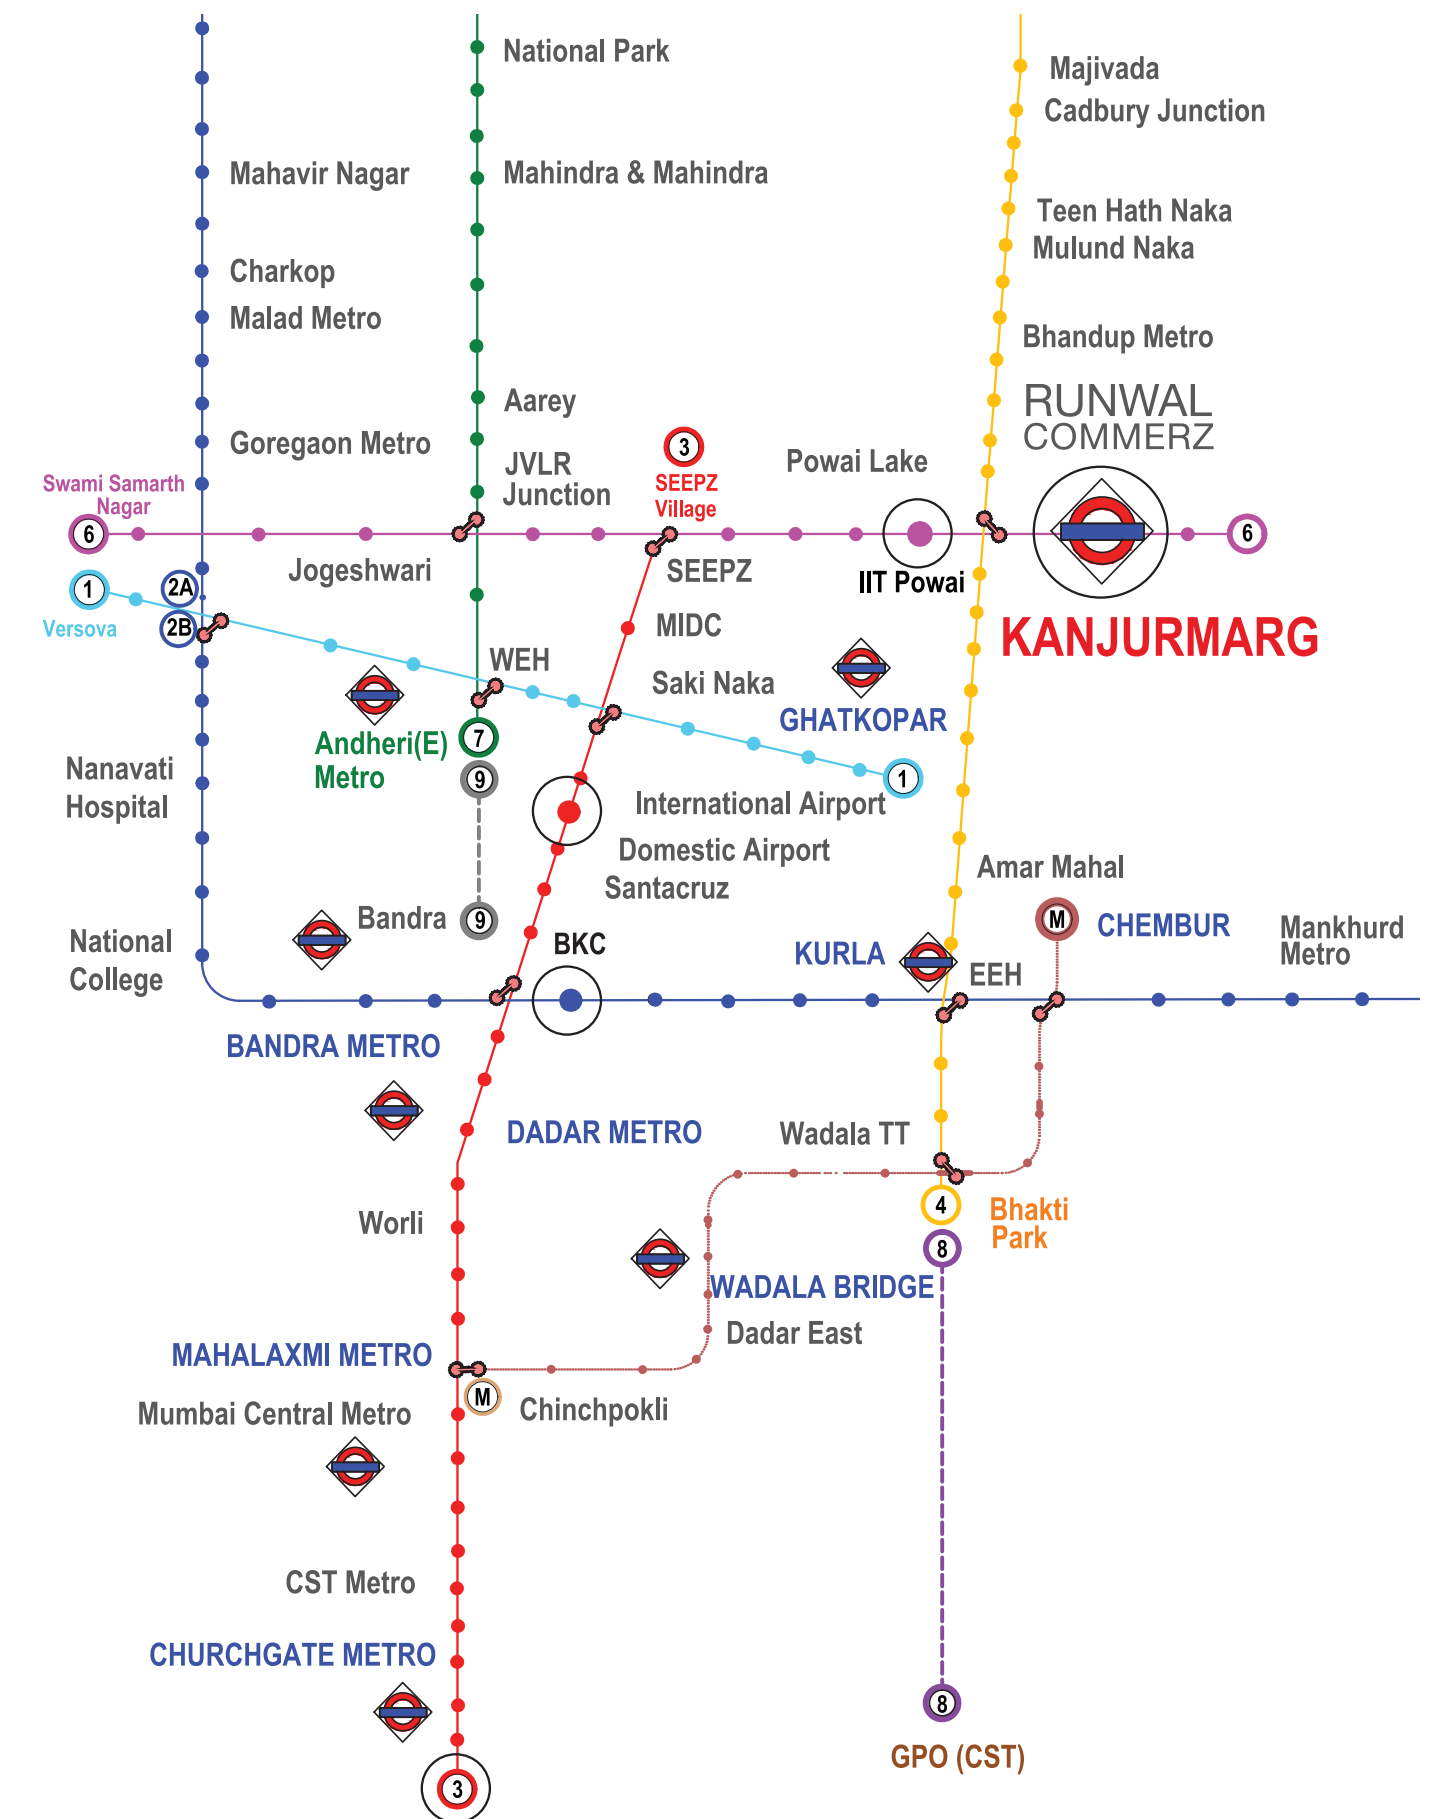 National Park
Majivada
Cadbury Junction
Mahavir Nagar
Mahindra & Mahindra
Teen Hath Naka
Mulund Naka
Charkop
Malad Metro
Bhandup Metro
Aarey
RUNWAL
COMMERZ
Goregaon Metro
3
JVLR
Junction
Powai Lake
SEEPZ
Village
Swami Samarth
Nagar
6
6
Jogeshwari
SEEPZ
IIT Powai
1
2A
Versova
2B
MIDC
KANJURMARG
WEH
Saki Naka
GHATKOPAR
Andheri(E)
Metro
7
9
1
Nanavati
Hospital
International Airport
Domestic Airport
Santacruz
Amar Mahal
Bandra
9
M
CHEMBUR
Mankhurd
Metro
National
College
BKC
KURLA
EEH
BANDRA METRO
DADAR METRO
Wadala TT
Worli
4
Bhakti
Park
8
WADALA BRIDGE
Dadar East
MAHALAXMI METRO
M
Chinchpokli
Mumbai Central Metro
CST Metro
CHURCHGATE METRO
8
GPO (CST)
3